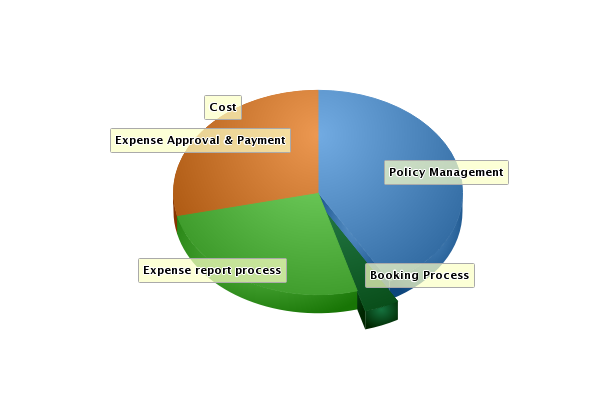 Cost
Expense Approval & Payment
Policy Management
Expense report process
Booking Process